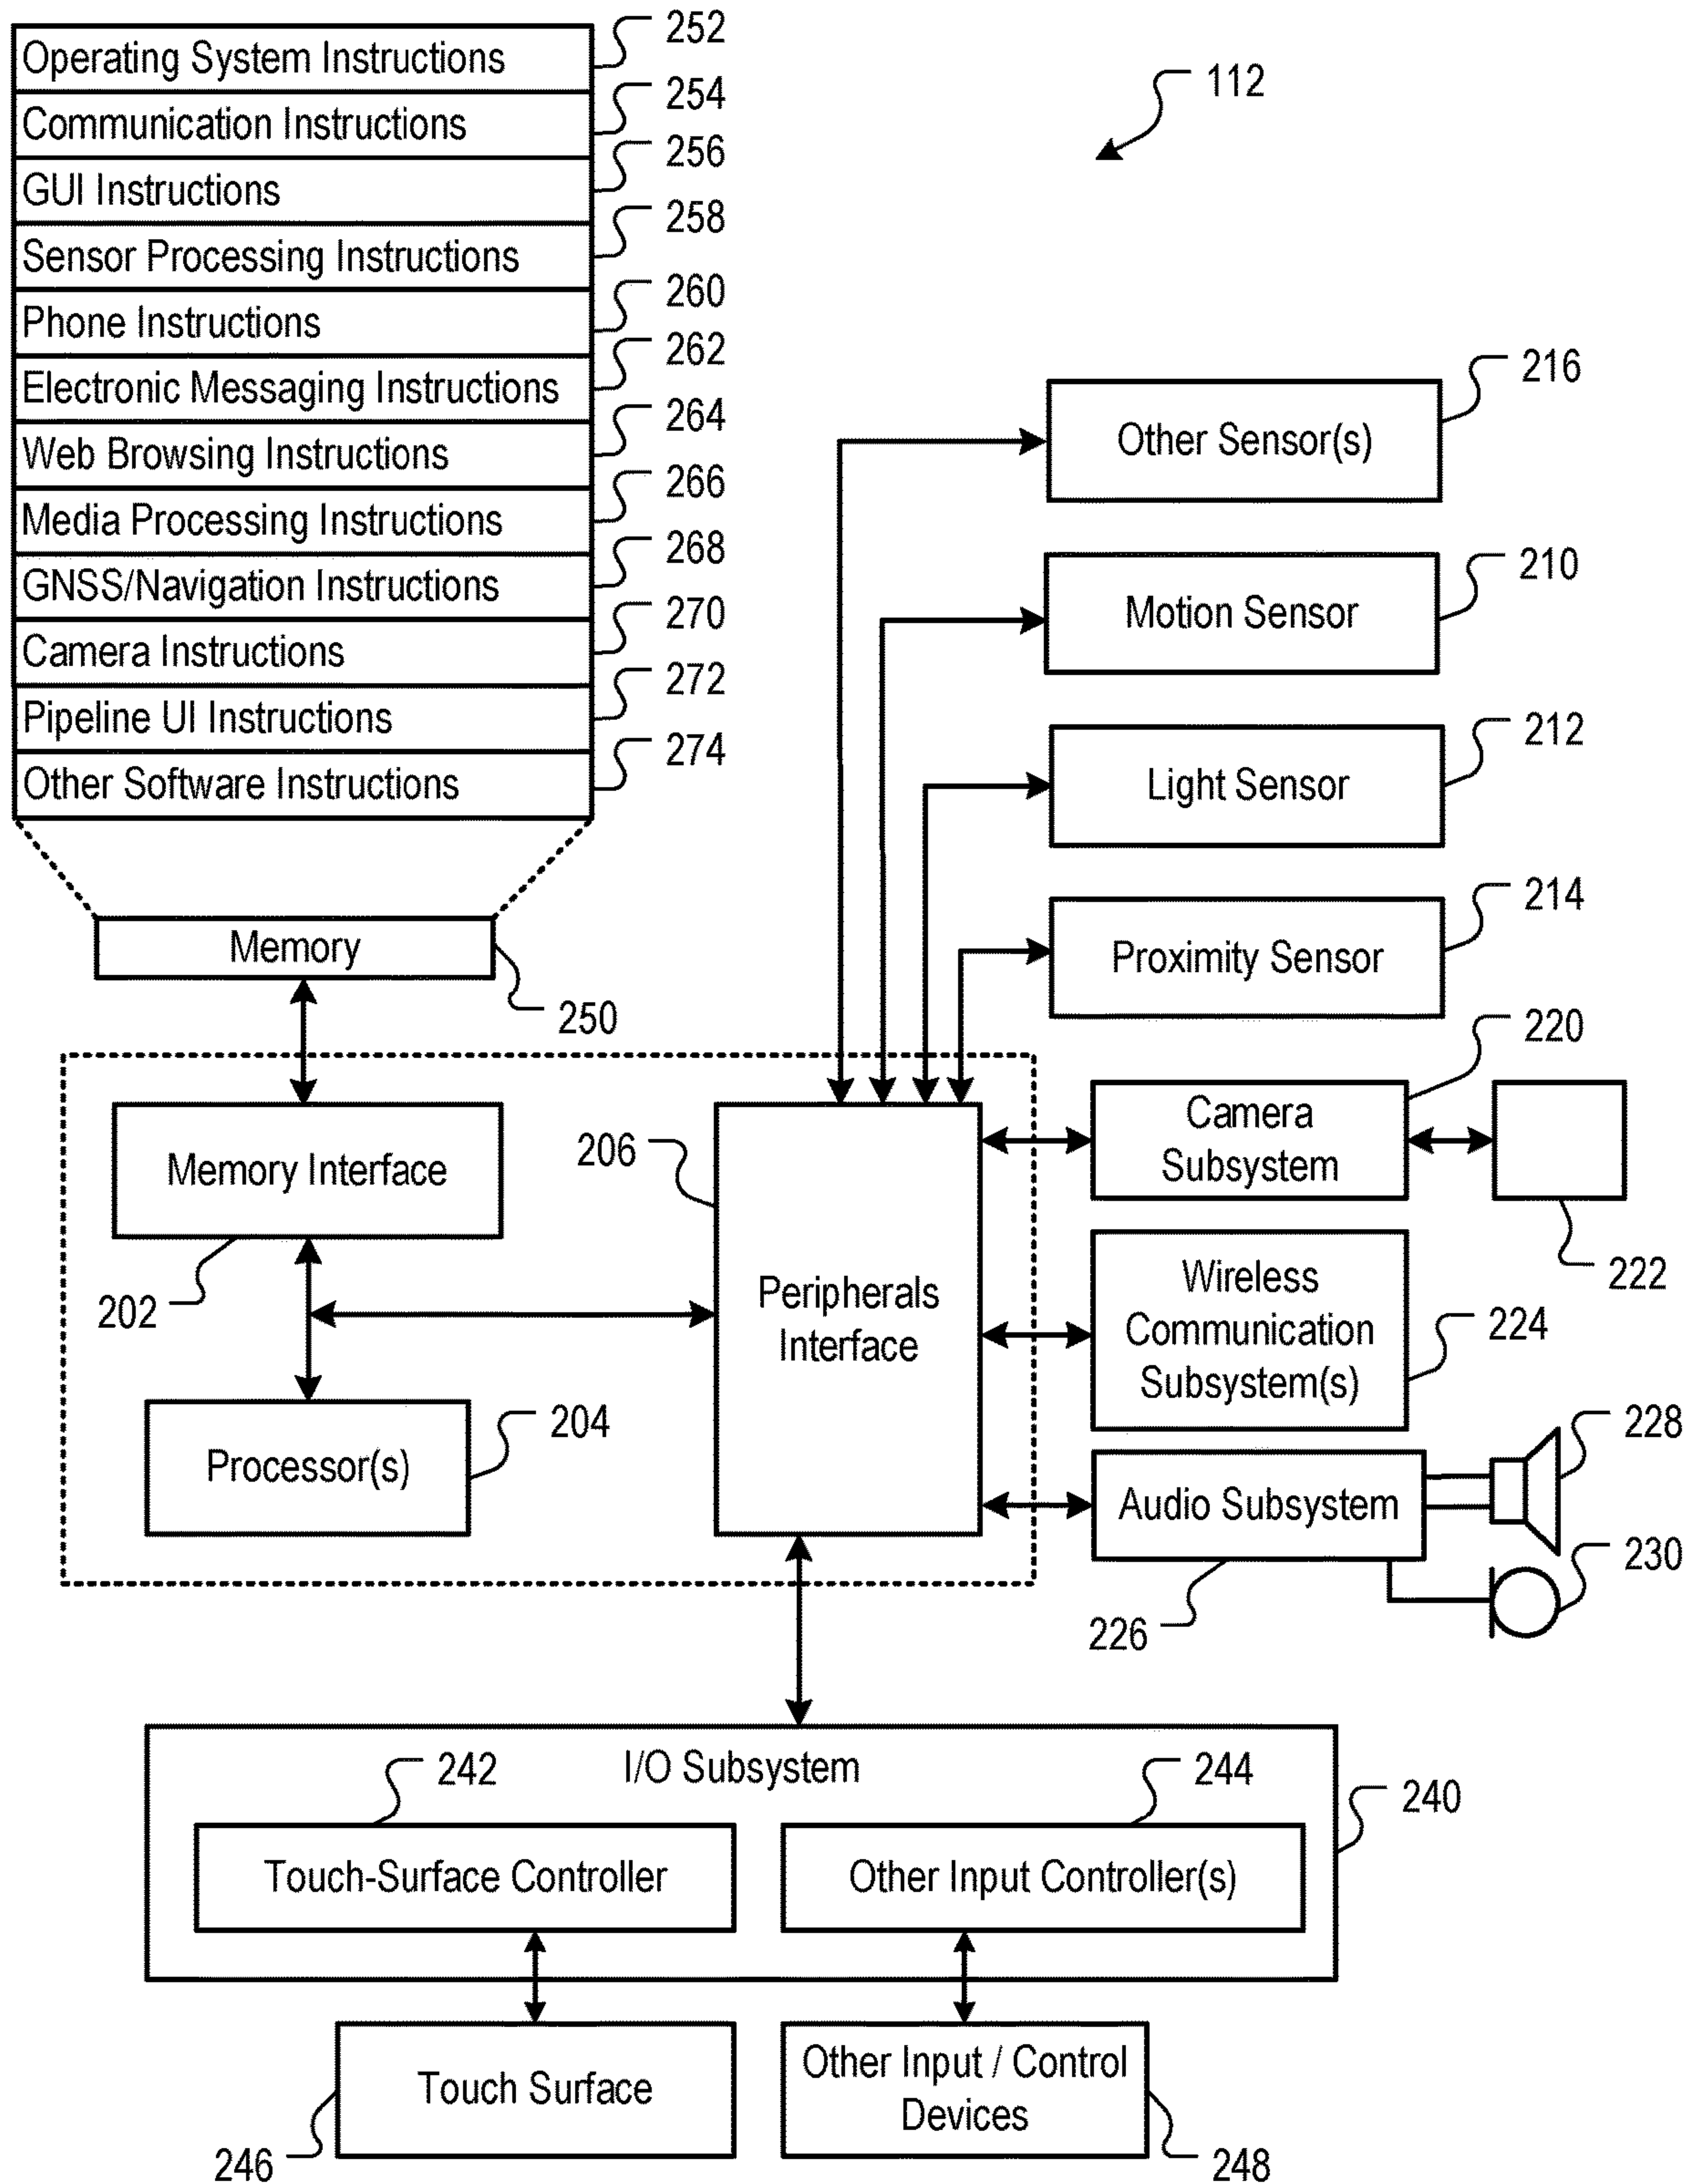 252
Operating System Instructions
254
Communication Instructions
256
GUI Instructions
258
Sensor Processing Instructions
260
Phone Instructions
262
Electronic Messaging Instructions
264
Web Browsing Instructions
266
Media Processing Instructions
268
GNSS/Navigation Instructions
270
Camera Instructions
272
Pipeline UI Instructions
274
Other Software Instructions
Memory
250
112
216
Other Sensor(s)
210
Motion Sensor
212
Light Sensor
214
Proximity Sensor
220
Camera
Subsystem
222
Memory Interface
202
206
Peripherals
Interface
Wireless
Communication
Subsystem(s)
224
Processor(s)
204
228
Audio Subsystem
230
226
I/O Subsystem
242
244
240
Touch-Surface Controller
Other Input Controller(s)
Touch Surface
246
Other Input / Control
Devices
248